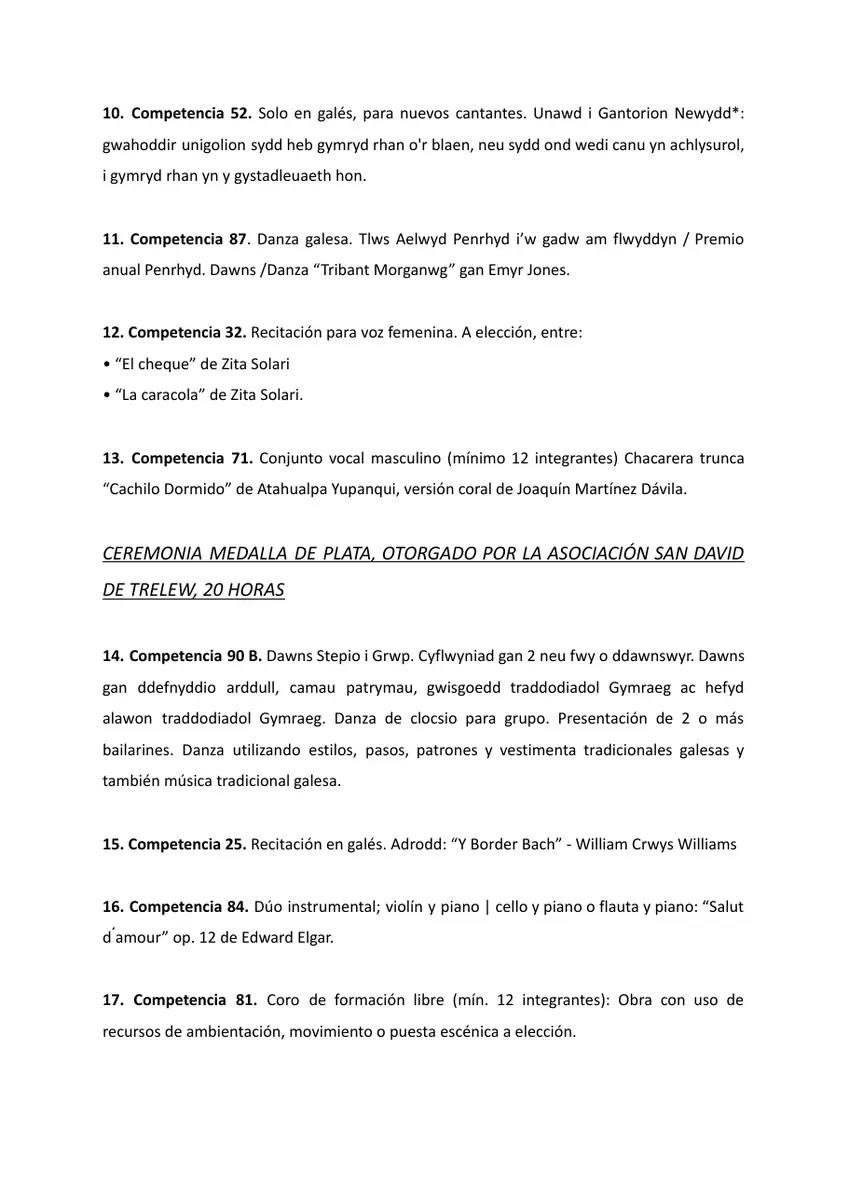 10. Competencia 52. Solo en galés, para nuevos cantantes. Unawd i Gantorion Newydd*:
gwahoddir unigolion sydd heb gymryd rhan o'r blaen, neu sydd ond wedi canu yn achlysurol,
i gymryd rhan yn y gystadleuaeth hon.
11. Competencia 87. Danza galesa. Tlws Aelwyd Penrhyd i’w gadw am flwyddyn / Premio
anual Penrhyd. Dawns /Danza “Tribant Morganwg” gan Emyr Jones.
12. Competencia 32. Recitación para voz femenina. A elección, entre:
• “El cheque” de Zita Solari
• “La caracola” de Zita Solari.
13. Competencia 71. Conjunto vocal masculino (mínimo 12 integrantes) Chacarera trunca
“Cachilo Dormido” de Atahualpa Yupanqui, versión coral de Joaquín Martínez Dávila.
CEREMONIA MEDALLA DE PLATA, OTORGADO POR LA ASOCIACIÓN SAN DAVID
DE TRELEW, 20 HORAS
14. Competencia 90 B. Dawns Stepio i Grwp. Cyflwyniad gan 2 neu fwy o ddawnswyr. Dawns
gan ddefnyddio arddull, camau patrymau, gwisgoedd traddodiadol Gymraeg ac hefyd
alawon traddodiadol Gymraeg. Danza de clocsio para grupo. Presentación de 2 o más
bailarines. Danza utilizando estilos, pasos, patrones y vestimenta tradicionales galesas y
también música tradicional galesa.
15. Competencia 25. Recitación en galés. Adrodd: “Y Border Bach” - William Crwys Williams
16. Competencia 84. Dúo instrumental; violín y piano | cello y piano o flauta y piano: “Salut
d´amour” op. 12 de Edward Elgar.
17. Competencia 81. Coro de formación libre (mín. 12 integrantes): Obra con uso de
recursos de ambientación, movimiento o puesta escénica a elección.